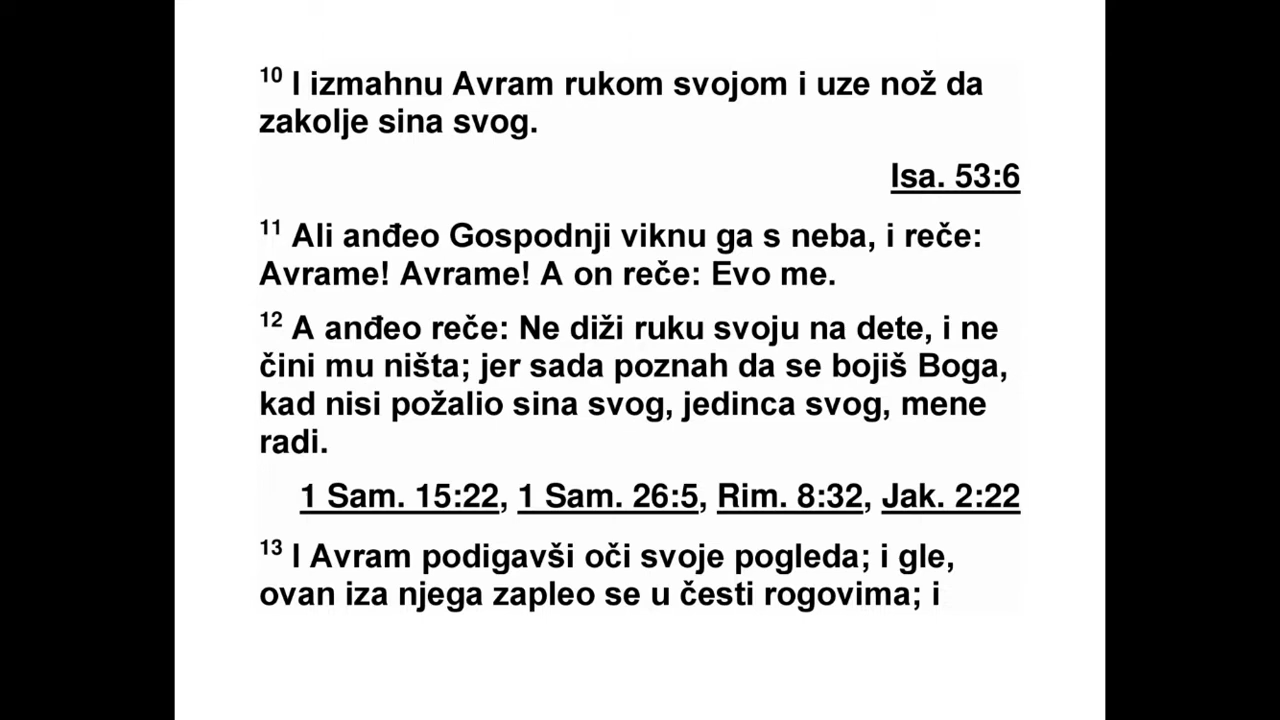 10 I izmahnu Avram rukom svojom i uze nož da
zakolje sina svog.
Isa. 53:6
11 Ali anđeo Gospodnji viknu ga s neba, i reče:
Avrame! Avrame! A on reče: Evo me.
12 A anđeo reče: Ne diži ruku svoju na dete, i ne
čini mu ništa; jer sada poznah da se bojiš Boga,
kad nisi požalio sina svog, jedinca svog, mene
radi.
1 Sam. 15:22, 1 Sam. 26:5, Rim. 8:32, Jak. 2:22
13 I Avram podigavši oči svoje pogleda; i gle,
ovan iza njega zapleo se u česti rogovima; i